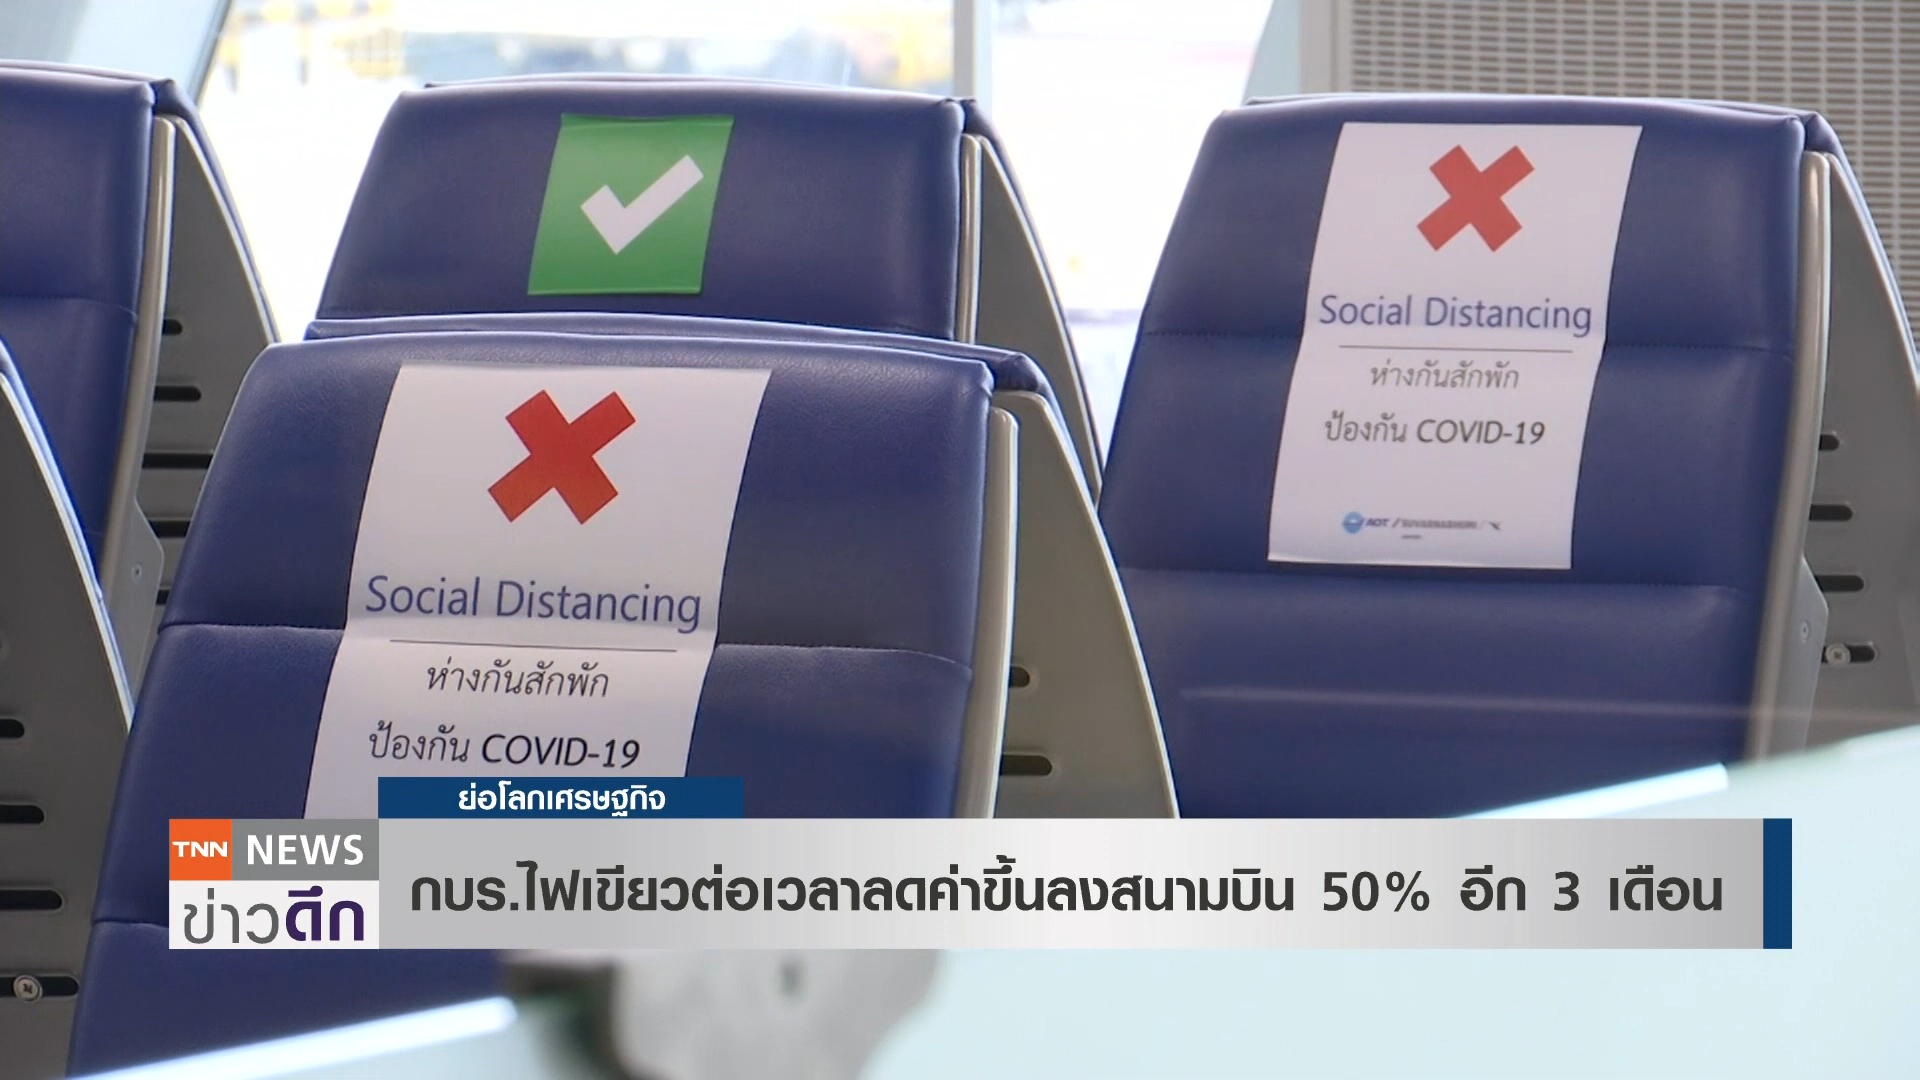 Social Distancing
ห่างกันสักพัก
ป้องกัน COVID-19
AOT / SUVARNABHUMI
Social Distancing
ห่างกันสักพัก
ป้องกัน COVID-19
ย่อโลกเศรษฐกิจ
TNN NEWS
ข่าวดึก
กบร.ไฟเขียวต่อเวลาลดค่าขึ้นลงสนามบิน 50% อีก 3 เดือน